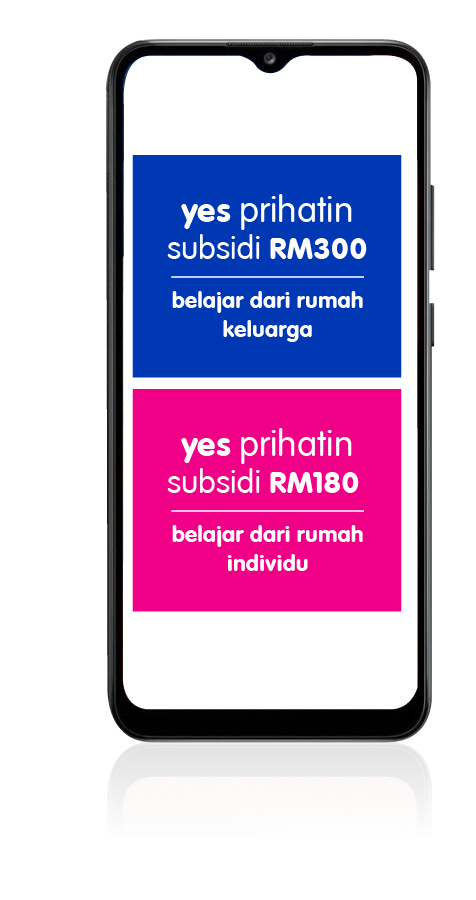 yes prihatin
subsidi RM300
belajar dari rumah
keluarga
yes prihatin
subsidi RM180
belajar dari rumah
individu